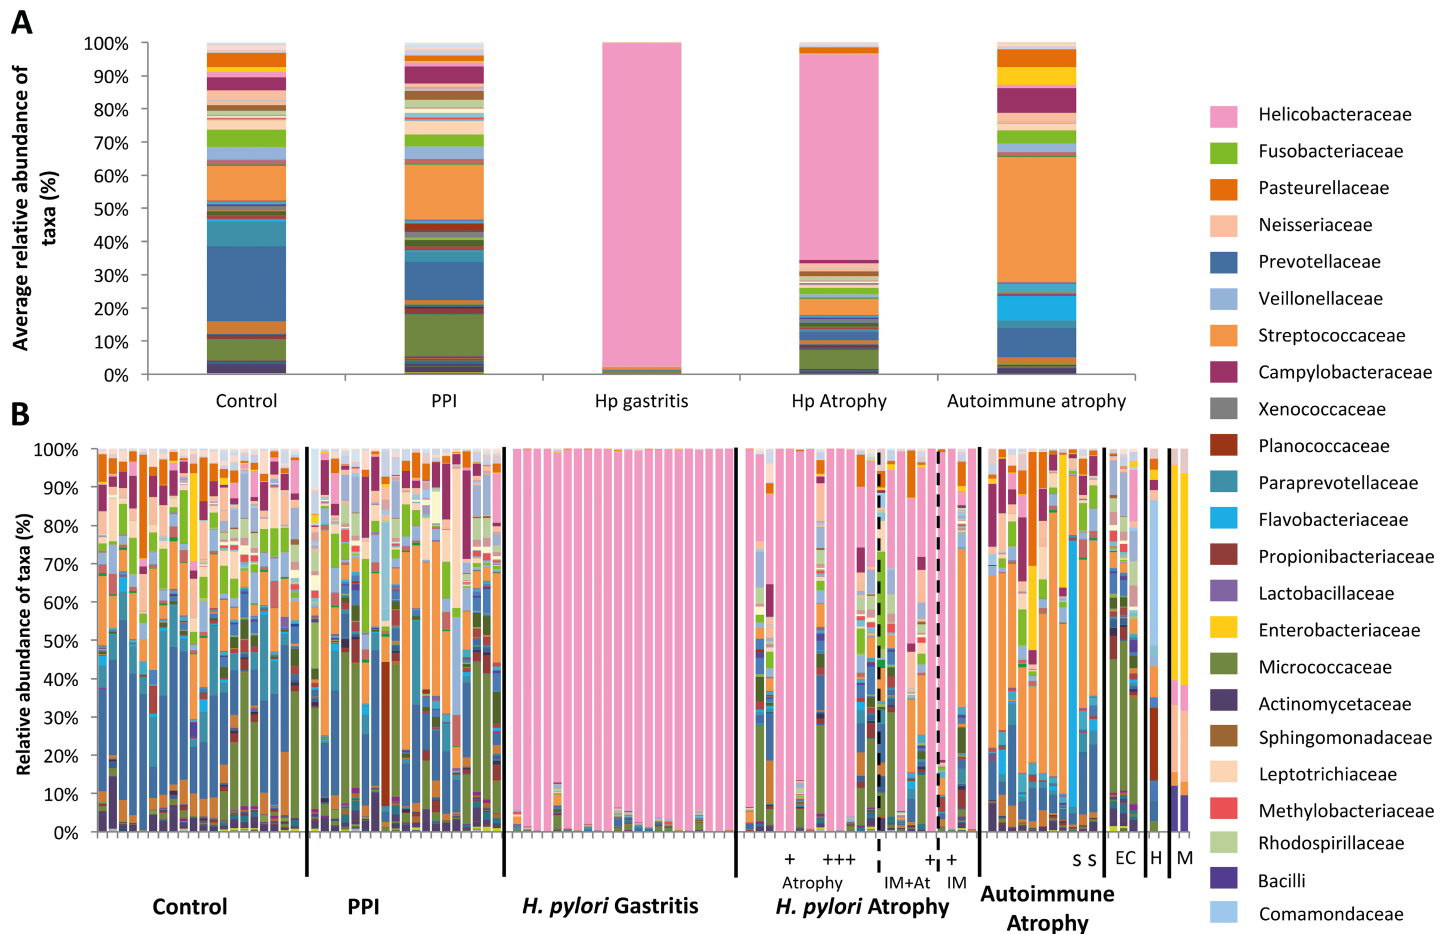 A
Average relative abundance of
taxa (%)
100%
90%
80%
70%
60%
50%
40%
30%
20%
10%
0%
Control
PPI
Hp gastritis
Hp Atrophy
Autoimmune atrophy
B
Relative abundance of taxa (%)
100%
90%
80%
70%
60%
50%
40%
30%
20%
10%
0%
+ +++ + + s s EC H M
Atrophy IM+At IM
Control
PPI
H. pylori Gastritis
H. pylori Atrophy
Autoimmune
Atrophy
Helicobacteraceae
Fusobacteriaceae
Pasteurellaceae
Neisseriaceae
Prevotellaceae
Veillonellaceae
Streptococcaceae
Campylobacteraceae
Xenococcaceae
Planococcaceae
Paraprevotellaceae
Flavobacteriaceae
Propionibacteriaceae
Lactobacillaceae
Enterobacteriaceae
Micrococcaceae
Actinomycetaceae
Sphingomonadaceae
Leptotrichiaceae
Methylobacteriaceae
Rhodospirillaceae
Bacilli
Comamondaceae